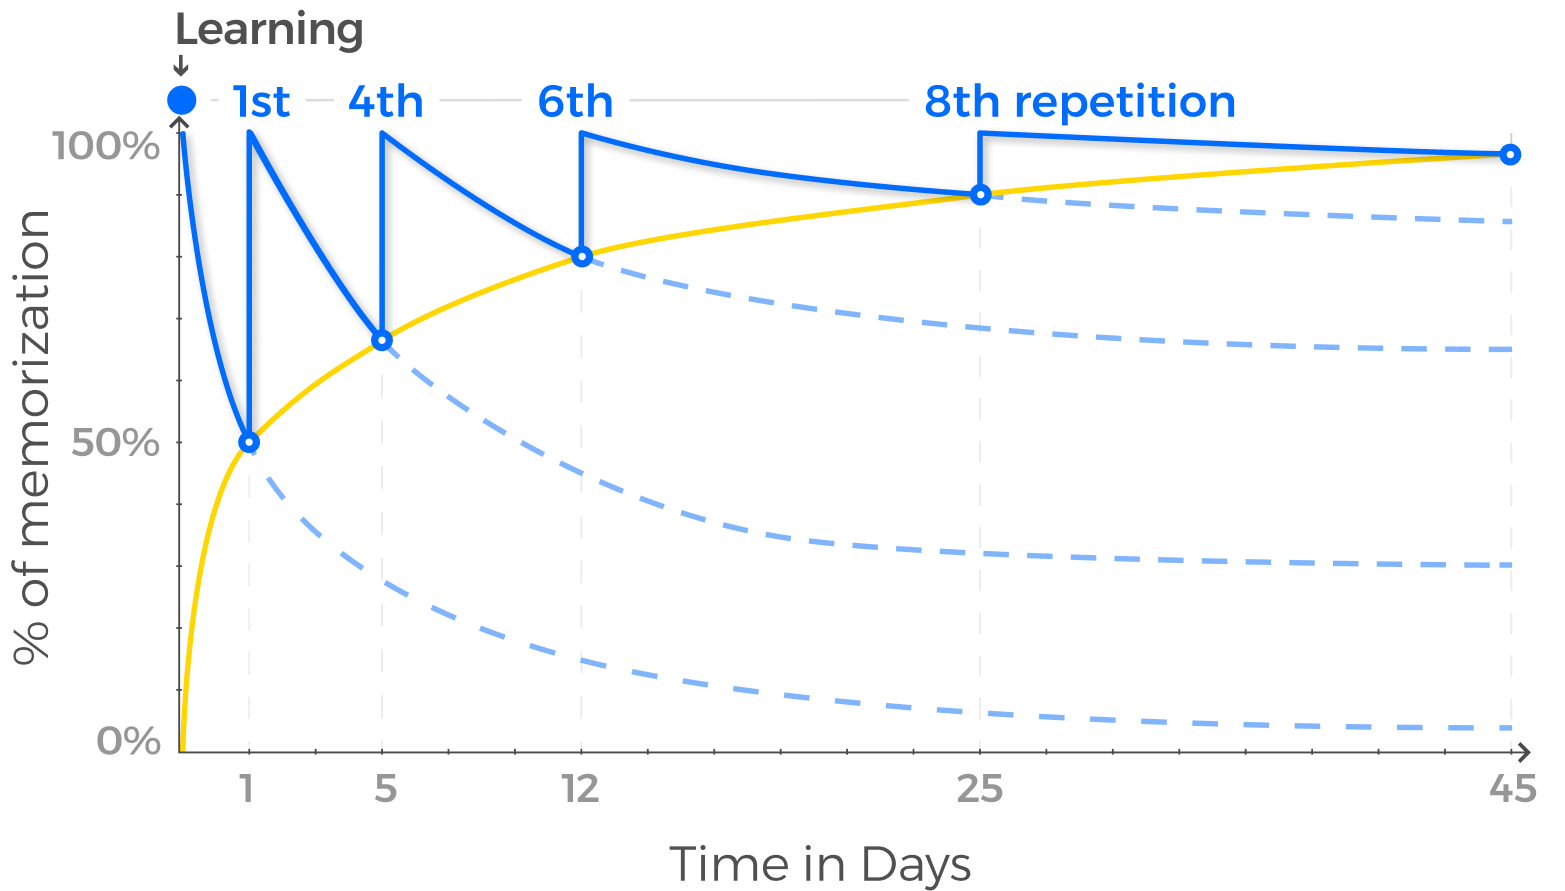 Learning
1st 4th 6th 8th repetition
100%
50%
0%
% of memorization
1 5 12 25 45
Time in Days